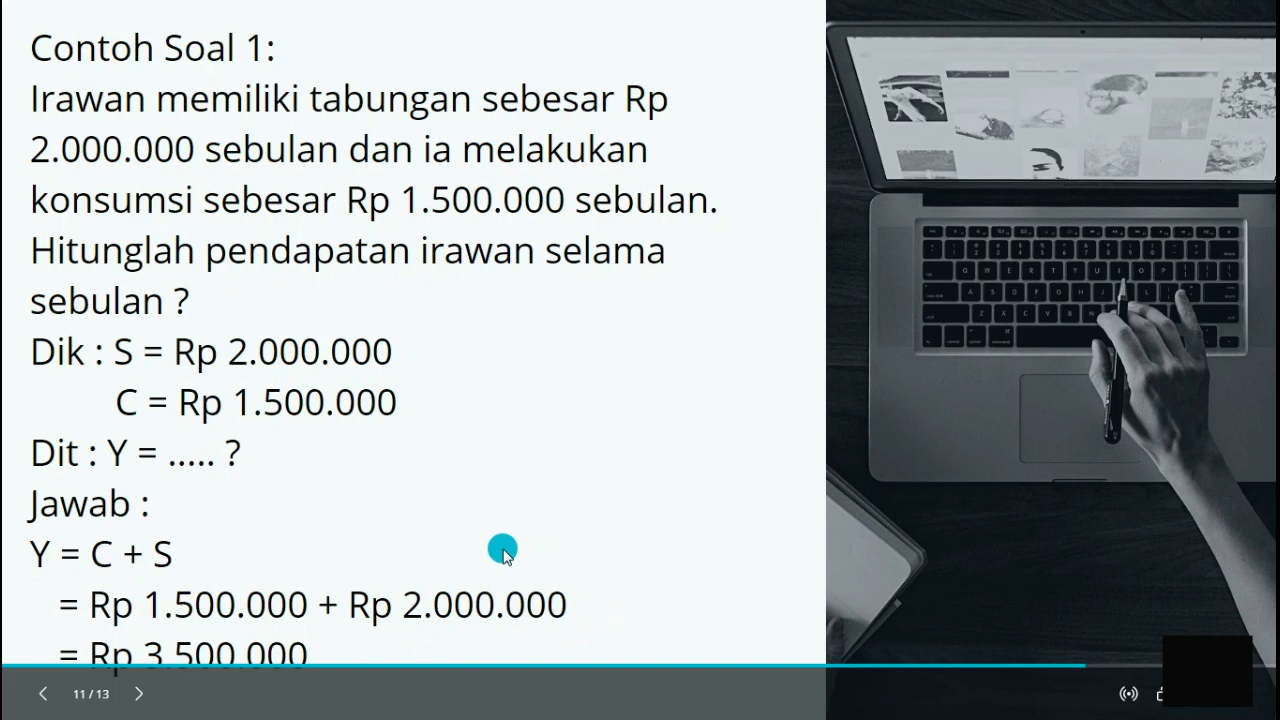 Contoh Soal 1:
Irawan memiliki tabungan sebesar Rp
2.000.000 sebulan dan ia melakukan
konsumsi sebesar Rp 1.500.000 sebulan.
Hitunglah pendapatan irawan selama
sebulan ?
Dik : S = Rp 2.000.000
C = Rp 1.500.000
Dit : Y = ..... ?
Jawab :
Y = C + S
= Rp 1.500.000 + Rp 2.000.000
= Rp 3.500.000
11 / 13